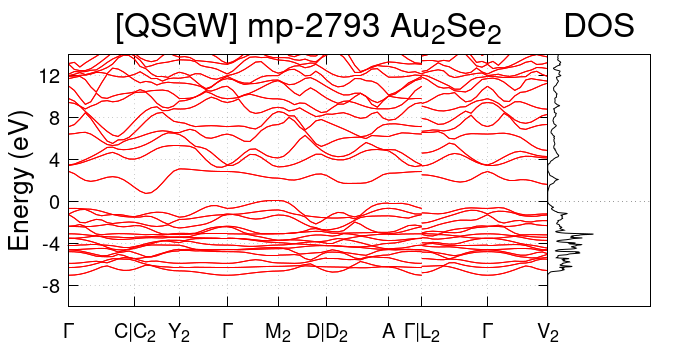 [QSGW] mp-2793 Au₂Se₂ DOS
Energy (eV)
12
8
4
0
-4
-8
Γ C|C₂ Y₂ Γ M₂ D|D₂ A Γ|L₂ Γ V₂